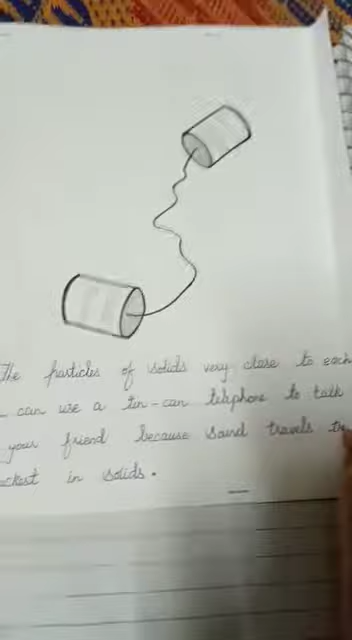 The particles of solids very close to each
can use a tin-can telephone to talk
your friend because sound travels
ckest in solids.